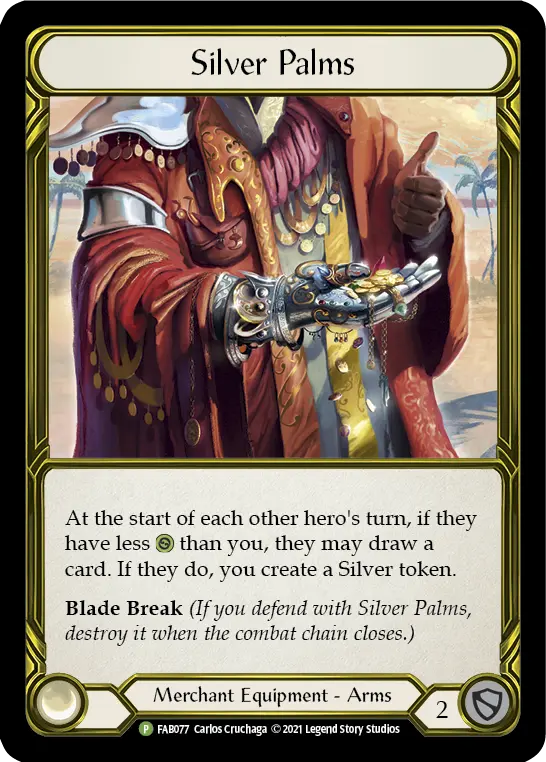 Silver Palms
At the start of each other hero's turn, if they
have less than you, they may draw a
card. If they do, you create a Silver token.
Blade Break (If you defend with Silver Palms,
destroy it when the combat chain closes.)
Merchant Equipment - Arms
2
P FAB077 Carlos Cruchaga © 2021 Legend Story Studios